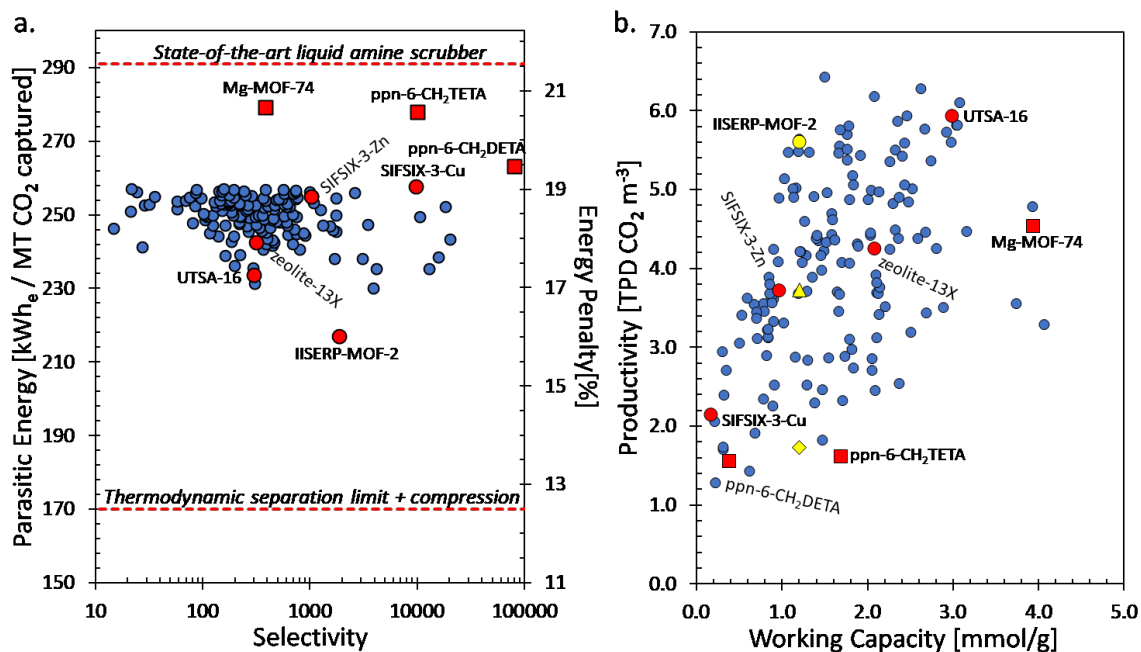 a.
State-of-the-art liquid amine scrubber
Mg-MOF-74
ppn-6-CH₂TETA
ppn-6-CH₂DETA
SIFSIX-3-Zn
SIFSIX-3-Cu
UTSA-16
zeolite-13X
IISERP-MOF-2
Thermodynamic separation limit + compression
290
270
250
230
210
190
170
150
Parasitic Energy [kWhₑ / MT CO₂ captured]
21
19
17
15
13
11
Energy Penalty[%]
10
100
1000
10000
100000
Selectivity
b.
IISERP-MOF-2
UTSA-16
SIFSIX-3-Zn
Mg-MOF-74
zeolite-13X
SIFSIX-3-Cu
ppn-6-CH₂TETA
ppn-6-CH₂DETA
7.0
6.0
5.0
4.0
3.0
2.0
1.0
0.0
Productivity [TPD CO₂ m⁻³]
0.0
1.0
2.0
3.0
4.0
5.0
Working Capacity [mmol/g]